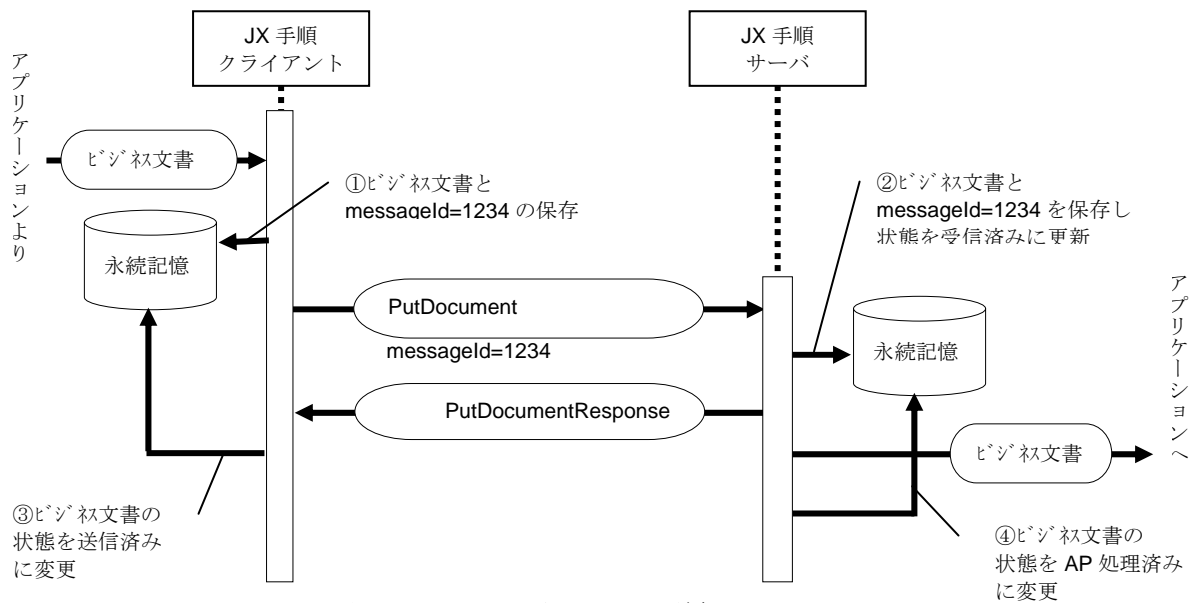 JX 手順
クライアント
JX 手順
サーバ
アプリケーションより
ﾋﾞｼﾞﾈｽ文書
①ﾋﾞｼﾞﾈｽ文書と
messageId=1234 の保存
②ﾋﾞｼﾞﾈｽ文書と
messageId=1234 を保存し
状態を受信済みに更新
永続記憶
PutDocument
messageId=1234
永続記憶
アプリケーションへ
PutDocumentResponse
ﾋﾞｼﾞﾈｽ文書
③ﾋﾞｼﾞﾈｽ文書の
状態を送信済み
に変更
④ﾋﾞｼﾞﾈｽ文書の
状態を AP 処理済み
に変更